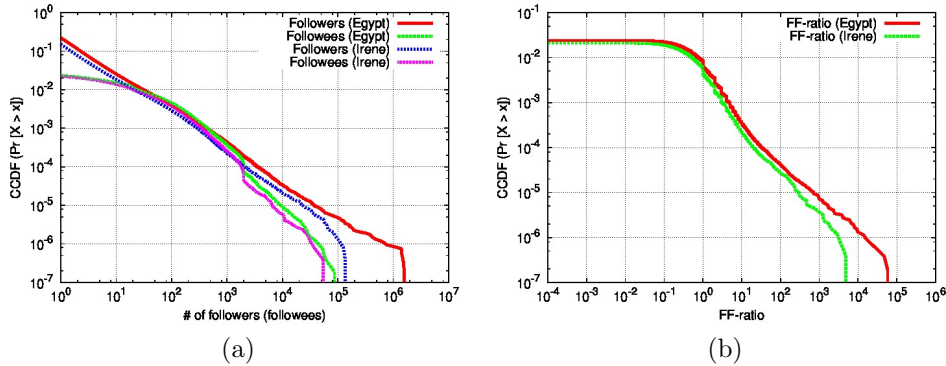 Followers (Egypt)
Followees (Egypt)
Followers (Irene)
Followees (Irene)
CCDF (Pr [X > x])
10^0
10^-1
10^-2
10^-3
10^-4
10^-5
10^-6
10^-7
10^0 10^1 10^2 10^3 10^4 10^5 10^6 10^7
# of followers (followees)
(a)
FF-ratio (Egypt)
FF-ratio (Irene)
CCDF (Pr [X > x])
10^-1
10^-2
10^-3
10^-4
10^-5
10^-6
10^-7
10^-4 10^-3 10^-2 10^-1 10^0 10^1 10^2 10^3 10^4 10^5 10^6
FF-ratio
(b)